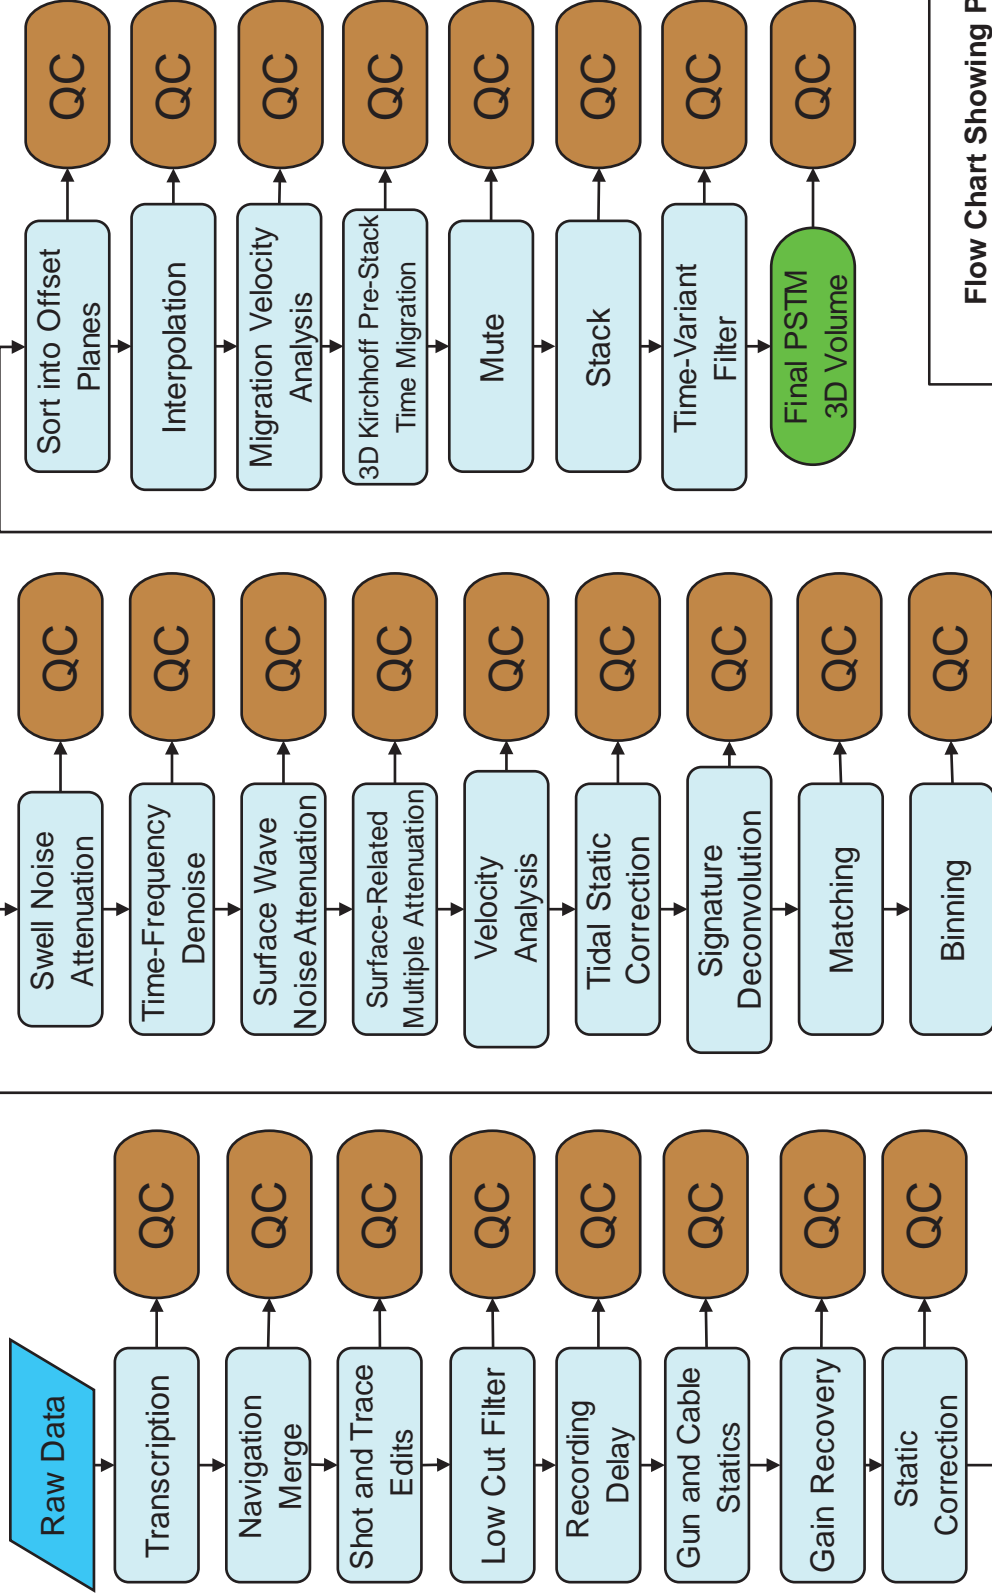 Raw Data
Transcription
QC
Navigation
Merge
QC
Shot and Trace
Edits
QC
Low Cut Filter
QC
Recording
Delay
QC
Gun and Cable
Statics
QC
Gain Recovery
QC
Static
Correction
QC
Swell Noise
Attenuation
QC
Time-Frequency
Denoise
QC
Surface Wave
Noise Attenuation
QC
Surface-Related
Multiple Attenuation
QC
Velocity
Analysis
QC
Tidal Static
Correction
QC
Signature
Deconvolution
QC
Matching
QC
Binning
QC
Sort into Offset
Planes
QC
Interpolation
QC
Migration Velocity
Analysis
QC
3D Kirchhoff Pre-Stack
Time Migration
QC
Mute
QC
Stack
QC
Time-Variant
Filter
QC
Final PSTM
3D Volume
QC
Flow Chart Showing